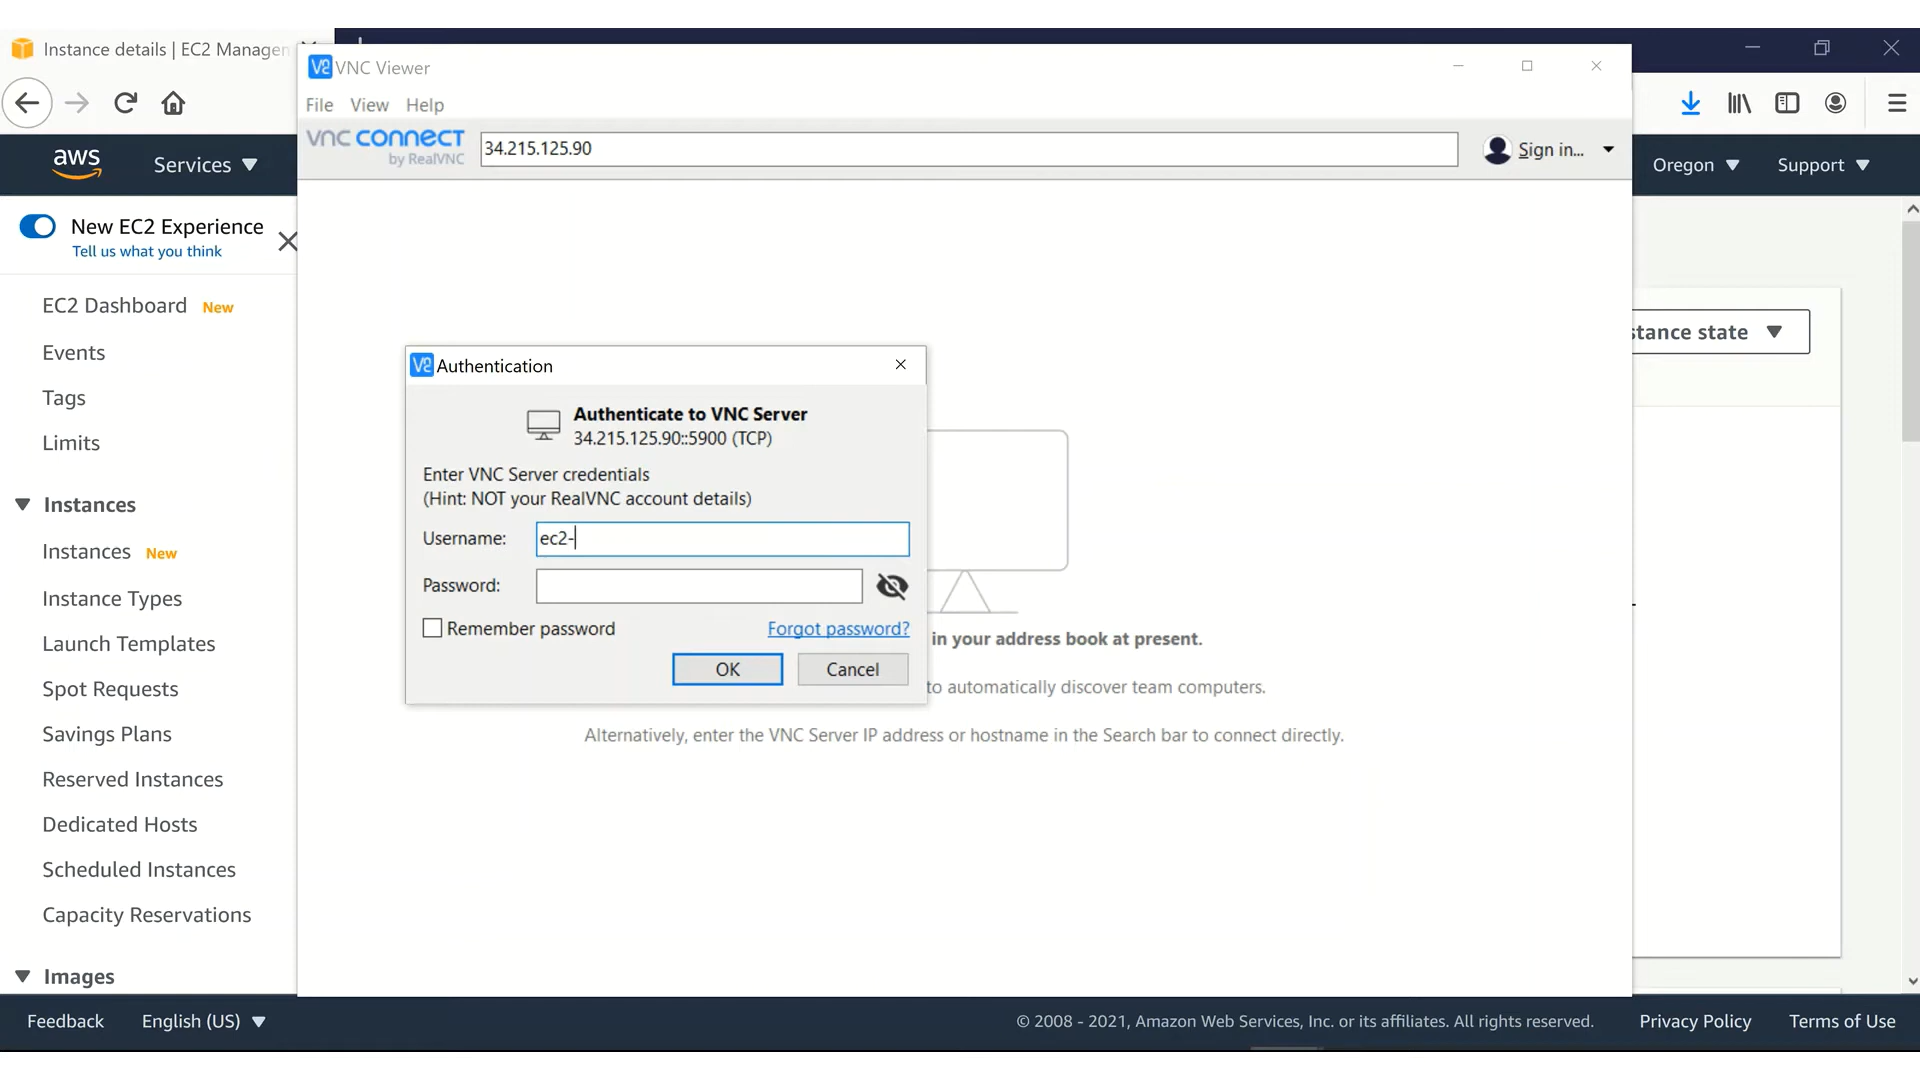 Instance details | EC2 Managem
VNC Viewer
File View Help
vnc connect
by RealVNC
34.215.125.90
Sign in...
aws
Services
Oregon
Support
New EC2 Experience
Tell us what you think
EC2 Dashboard New
Events
Tags
Limits
Instances
Instances New
Instance Types
Launch Templates
Spot Requests
Savings Plans
Reserved Instances
Dedicated Hosts
Scheduled Instances
Capacity Reservations
Images
stance state
Authentication
Authenticate to VNC Server
34.215.125.90::5900 (TCP)
Enter VNC Server credentials
(Hint: NOT your RealVNC account details)
Username: ec2-
Password:
Remember password
Forgot password?
OK
Cancel
in your address book at present.
to automatically discover team computers.
Alternatively, enter the VNC Server IP address or hostname in the Search bar to connect directly.
Feedback
English (US)
© 2008 - 2021, Amazon Web Services, Inc. or its affiliates. All rights reserved.
Privacy Policy
Terms of Use